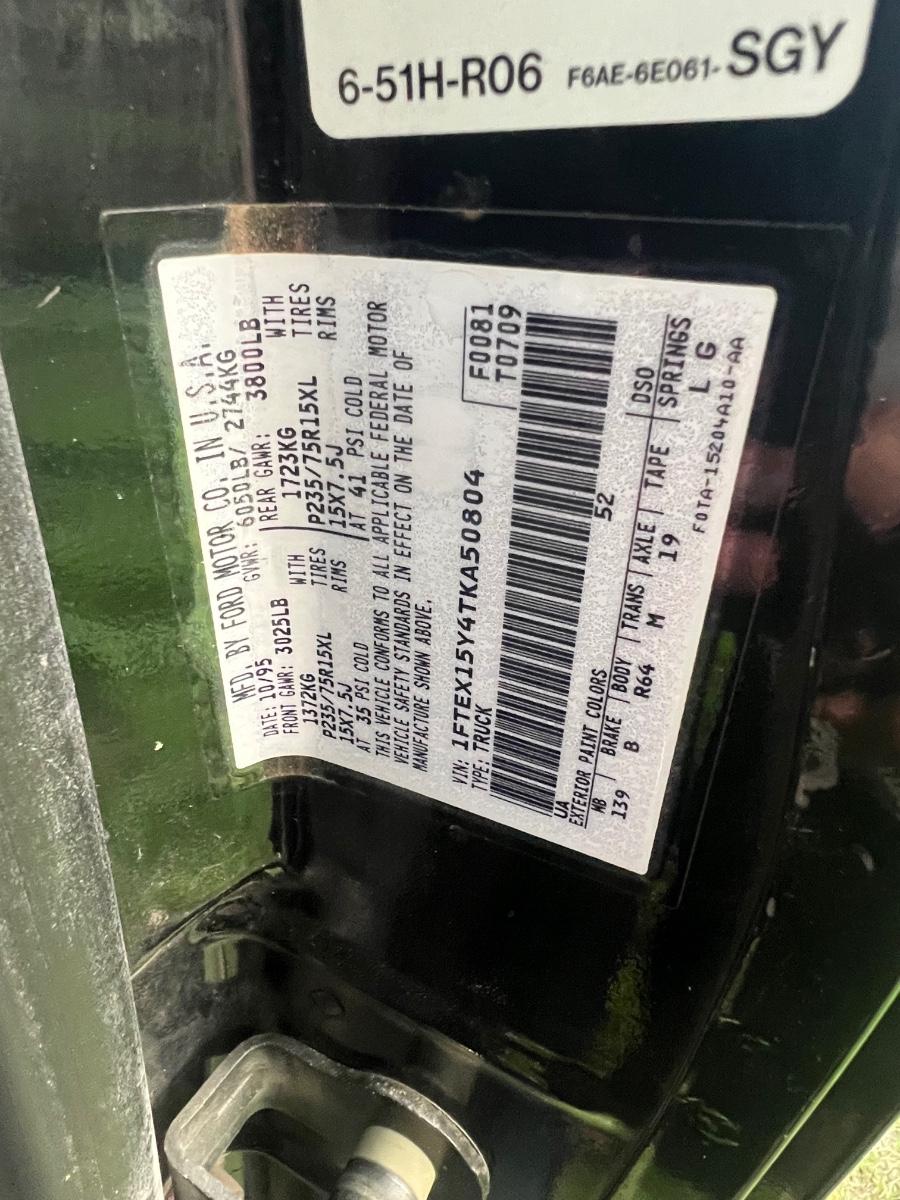 6-51H-R06 F6AE-6E061-SGY
MFD. BY FORD MOTOR CO. IN U.S.A.
DATE: 10/95 GVWR: 6050LB/ 2744KG
FRONT GAWR: 3025LB REAR GAWR: 3800LB
1372KG WITH 1723KG WITH
P235/75R15XL TIRES P235/75R15XL TIRES
15X7.5J RIMS 15X7.5J RIMS
AT 35 PSI COLD AT 41 PSI COLD
THIS VEHICLE CONFORMS TO ALL APPLICABLE FEDERAL MOTOR
VEHICLE SAFETY STANDARDS IN EFFECT ON THE DATE OF
MANUFACTURE SHOWN ABOVE.
VIN: 1FTEX15Y4TKA50804 F0081
TYPE: TRUCK T0709
UA 52
EXTERIOR PAINT COLORS DSO
WB BRAKE BODY TRANS AXLE TAPE SPRINGS
139 B R64 M 19 L G
F0TA-15204A10-AA